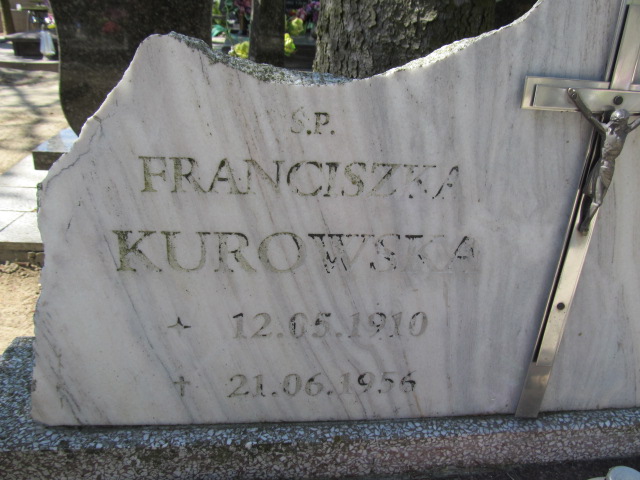 Ś.P.
FRANCISZKA
KUROWSKA
12.05.1910
21.06.1956